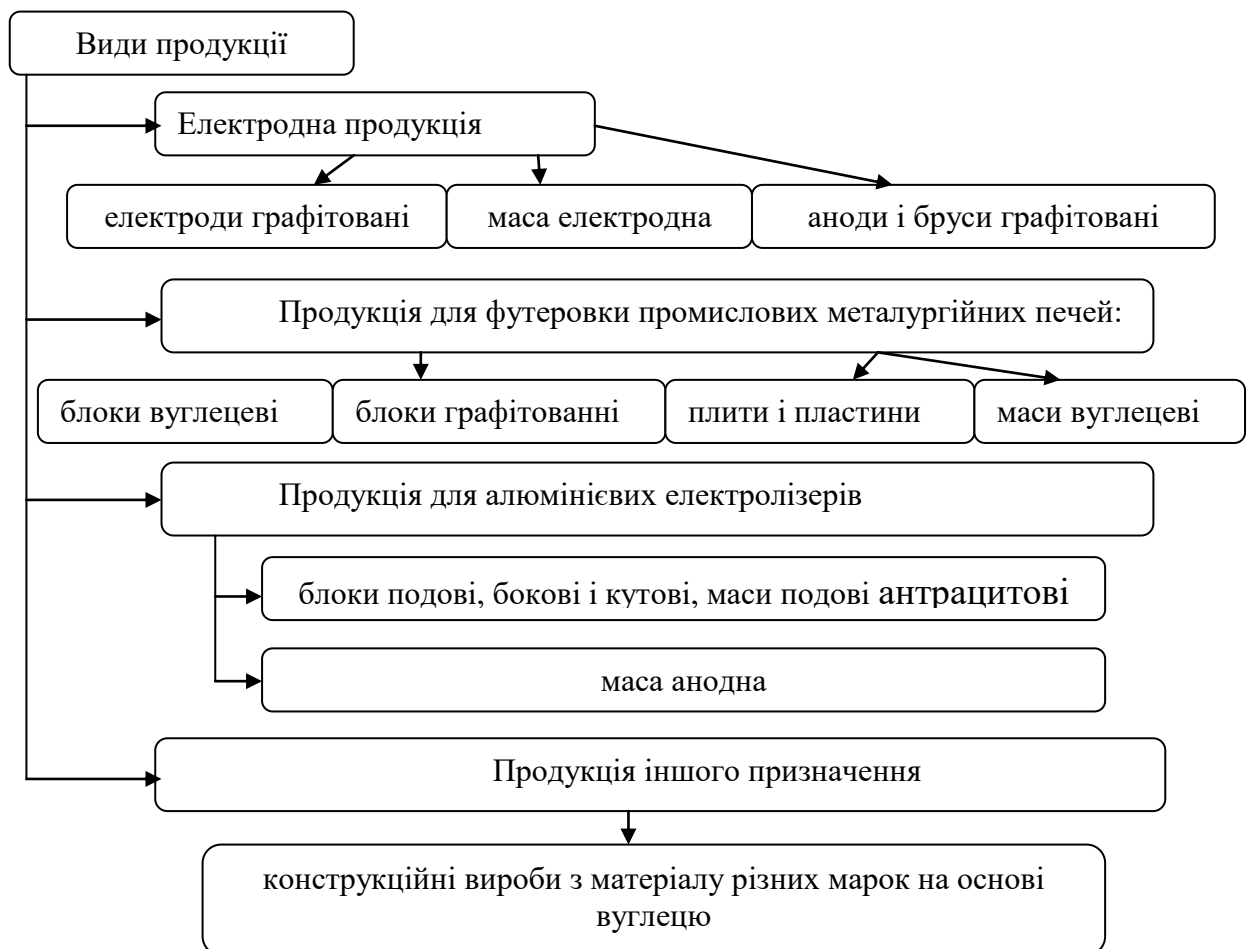 Види продукції
Електродна продукція
електроди графітовані
маса електродна
аноди і бруси графітовані
Продукція для футеровки промислових металургійних печей:
блоки вуглецеві
блоки графітованні
плити і пластини
маси вуглецеві
Продукція для алюмінієвих електролізерів
блоки подові, бокові і кутові, маси подові антрацитові
маса анодна
Продукція іншого призначення
конструкційні вироби з матеріалу різних марок на основі
вуглецю